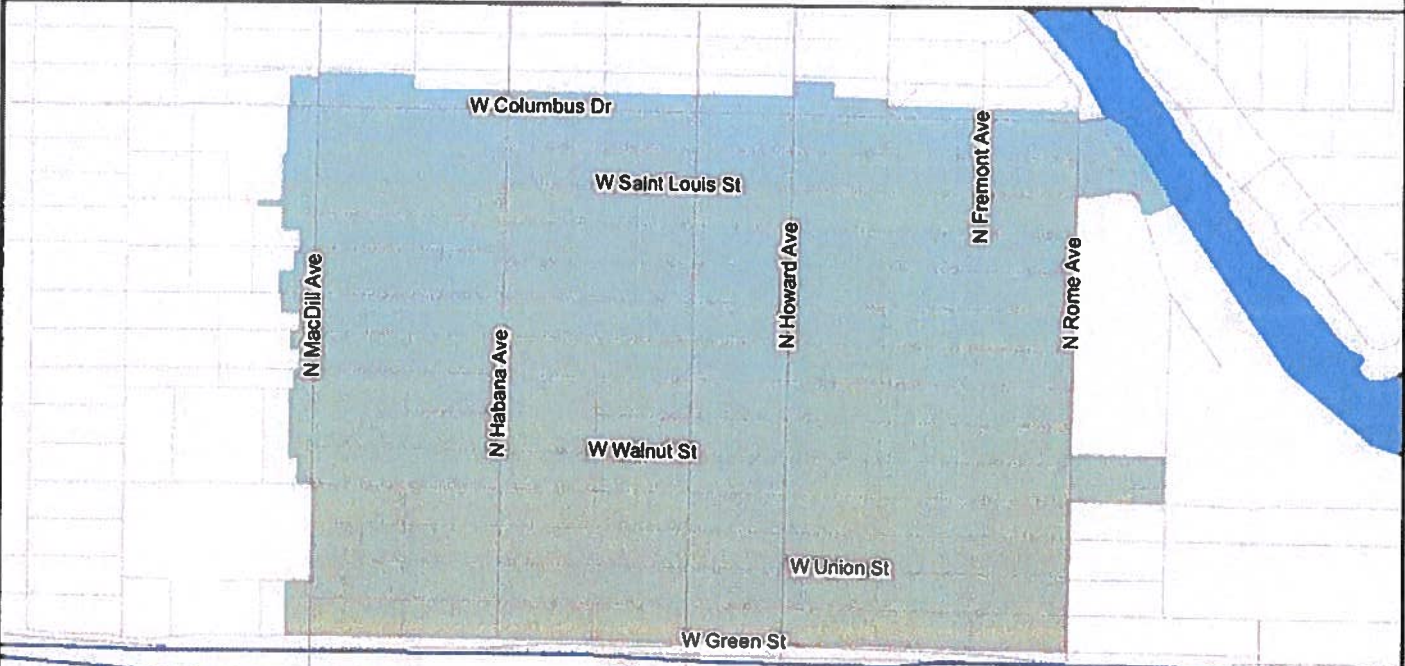 W Columbus Dr
N Fremont Ave
W Saint Louis St
N Howard Ave
N Rome Ave
N MacDill Ave
N Habana Ave
W Walnut St
W Union St
W Green St